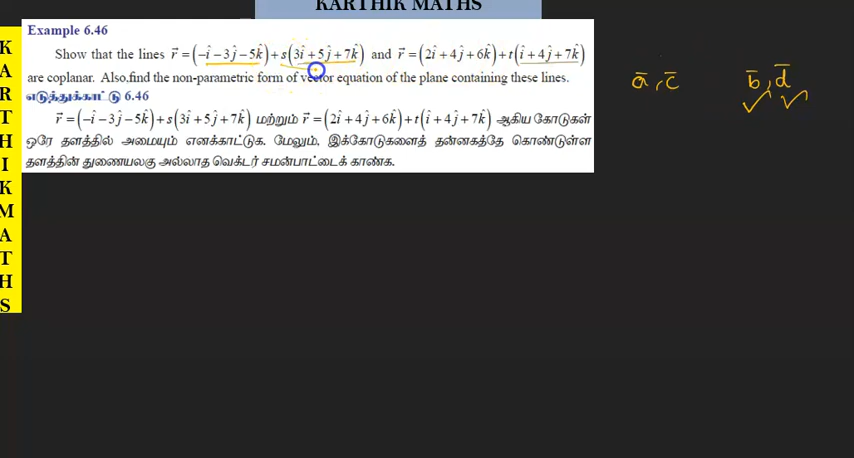 KARTHIK MATHS
KARTHIKMATHS
Example 6.46
Show that the lines r⃗ = (−î − 3ĵ − 5k̂) + s(3î + 5ĵ + 7k̂) and r⃗ = (2î + 4ĵ + 6k̂) + t(î + 4ĵ + 7k̂)
are coplanar. Also,find the non-parametric form of vector equation of the plane containing these lines.
எடுத்துக்காட்டு 6.46
r⃗ = (−î − 3ĵ − 5k̂) + s(3î + 5ĵ + 7k̂) மற்றும் r⃗ = (2î + 4ĵ + 6k̂) + t(î + 4ĵ + 7k̂) ஆகிய கோடுகள்
ஒரே தளத்தில் அமையும் எனக்காட்டுக. மேலும், இக்கோடுகளைத் தன்னகத்தே கொண்டுள்ள
தளத்தின் துணையலகு அல்லாத வெக்டர் சமன்பாட்டைக் காண்க.
a̅, c̅ b̅, d̅